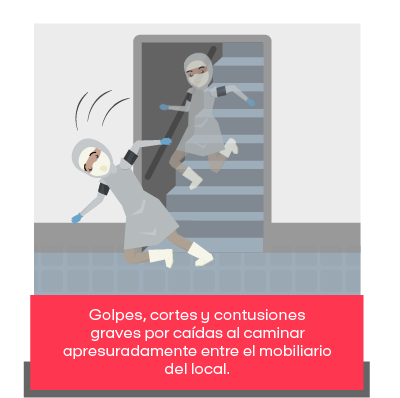 Golpes, cortes y contusiones
graves por caídas al caminar
apresuradamente entre el mobiliario
del local.